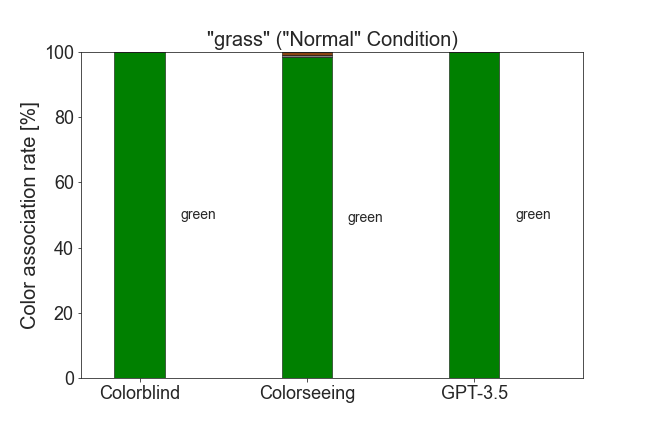 "grass" ("Normal" Condition)
Color association rate [%]
100
80
60
40
20
0
green
green
green
Colorblind
Colorseeing
GPT-3.5